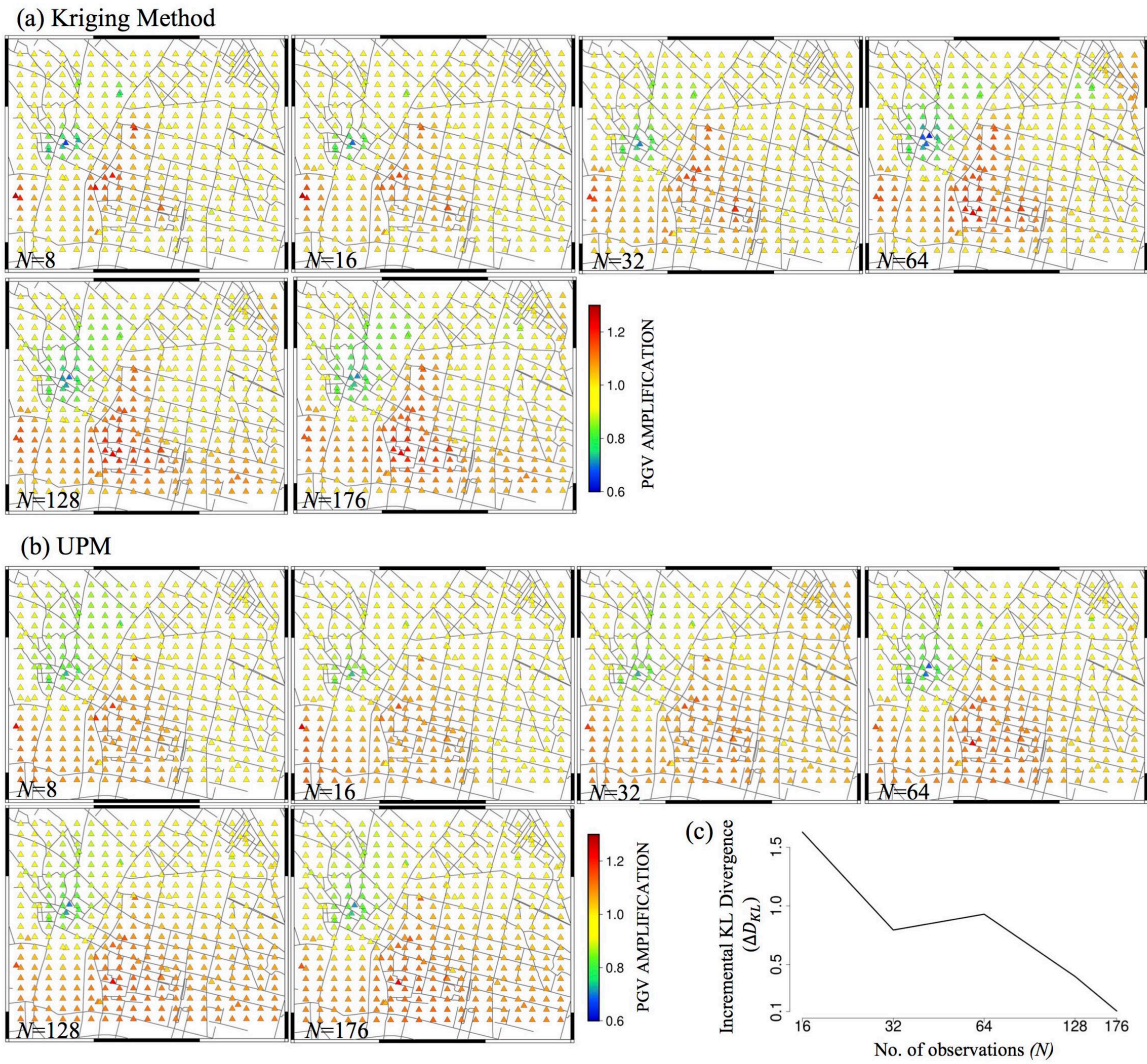 (a) Kriging Method
N=8
N=16
N=32
N=64
N=128
N=176
1.2
1.0
0.8
0.6
PGV AMPLIFICATION
(b) UPM
N=8
N=16
N=32
N=64
N=128
N=176
1.2
1.0
0.8
0.6
PGV AMPLIFICATION
(c)
Incremental KL Divergence
(ΔD_KL)
1.5
1.0
0.5
0.1
16 32 64 128 176
No. of observations (N)